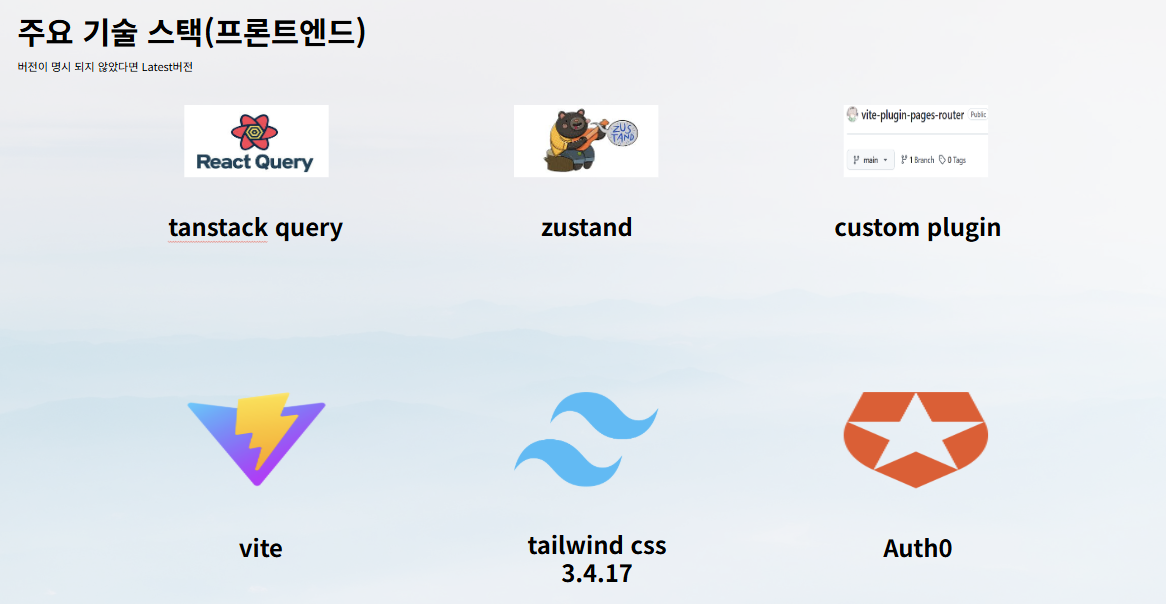 주요 기술 스택(프론트엔드)
버전이 명시 되지 않았다면 Latest버전
React Query
ZUS
TAND
vite-plugin-pages-router Public
main 1 Branch 0 Tags
tanstack query
zustand
custom plugin
vite
tailwind css
3.4.17
Auth0